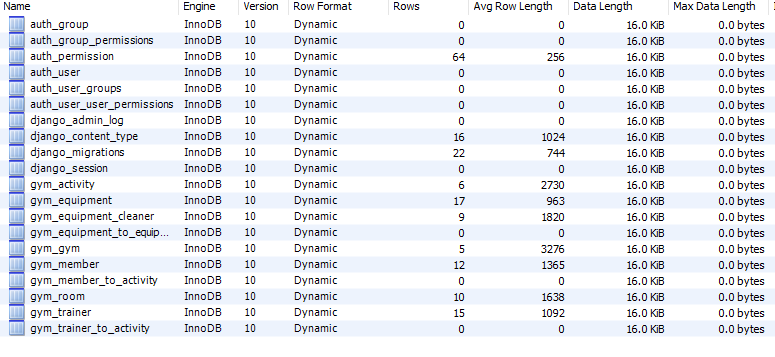 Name Engine Version Row Format Rows Avg Row Length Data Length Max Data Length
auth_group InnoDB 10 Dynamic 0 0 16.0 KiB 0.0 bytes
auth_group_permissions InnoDB 10 Dynamic 0 0 16.0 KiB 0.0 bytes
auth_permission InnoDB 10 Dynamic 64 256 16.0 KiB 0.0 bytes
auth_user InnoDB 10 Dynamic 0 0 16.0 KiB 0.0 bytes
auth_user_groups InnoDB 10 Dynamic 0 0 16.0 KiB 0.0 bytes
auth_user_user_permissions InnoDB 10 Dynamic 0 0 16.0 KiB 0.0 bytes
django_admin_log InnoDB 10 Dynamic 0 0 16.0 KiB 0.0 bytes
django_content_type InnoDB 10 Dynamic 16 1024 16.0 KiB 0.0 bytes
django_migrations InnoDB 10 Dynamic 22 744 16.0 KiB 0.0 bytes
django_session InnoDB 10 Dynamic 0 0 16.0 KiB 0.0 bytes
gym_activity InnoDB 10 Dynamic 6 2730 16.0 KiB 0.0 bytes
gym_equipment InnoDB 10 Dynamic 17 963 16.0 KiB 0.0 bytes
gym_equipment_cleaner InnoDB 10 Dynamic 9 1820 16.0 KiB 0.0 bytes
gym_equipment_to_equip... InnoDB 10 Dynamic 0 0 16.0 KiB 0.0 bytes
gym_gym InnoDB 10 Dynamic 5 3276 16.0 KiB 0.0 bytes
gym_member InnoDB 10 Dynamic 12 1365 16.0 KiB 0.0 bytes
gym_member_to_activity InnoDB 10 Dynamic 0 0 16.0 KiB 0.0 bytes
gym_room InnoDB 10 Dynamic 10 1638 16.0 KiB 0.0 bytes
gym_trainer InnoDB 10 Dynamic 15 1092 16.0 KiB 0.0 bytes
gym_trainer_to_activity InnoDB 10 Dynamic 0 0 16.0 KiB 0.0 bytes